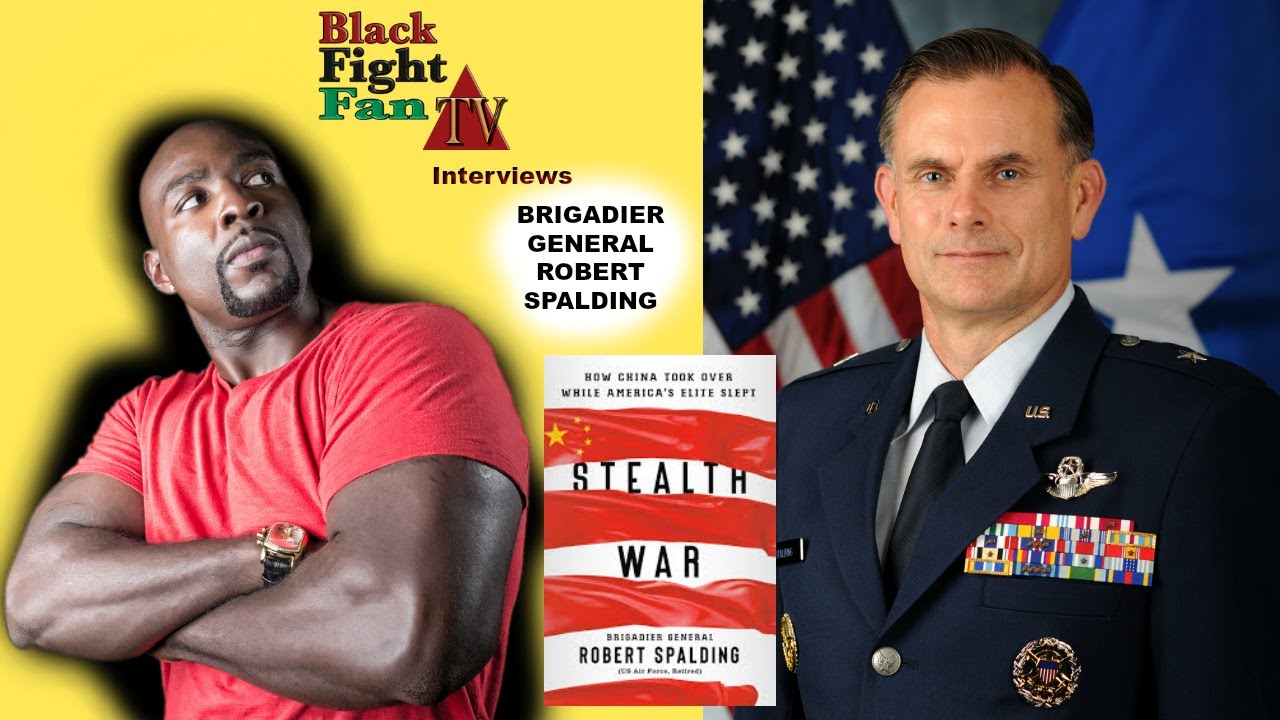 Black
Fight
Fan TV
Interviews
BRIGADIER
GENERAL
ROBERT
SPALDING
HOW CHINA TOOK OVER
WHILE AMERICA'S ELITE SLEPT
STEALTH
WAR
BRIGADIER GENERAL
ROBERT SPALDING
(US Air Force, Retired)
U.S.
SPALDING